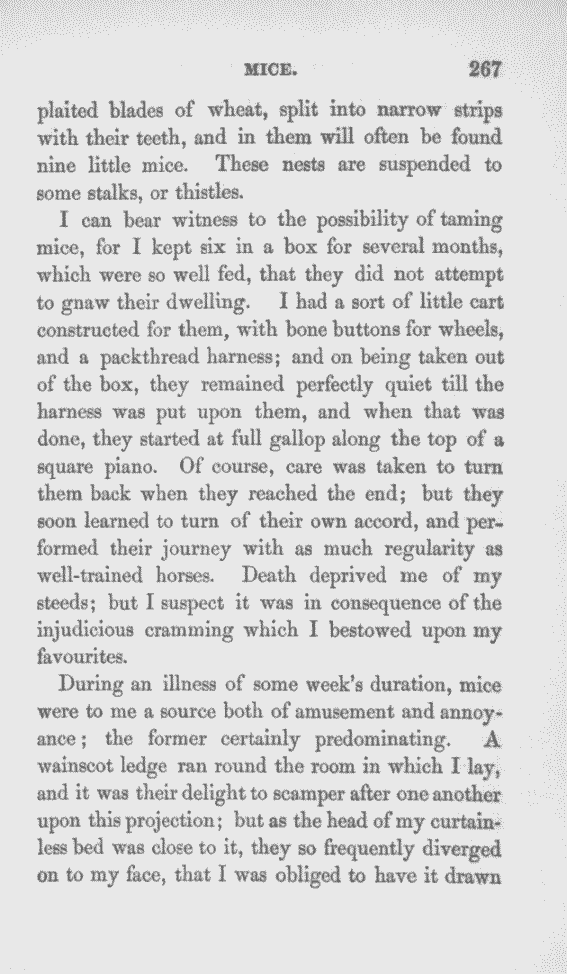 MICE. 267
plaited blades of wheat, split into narrow strips
with their teeth, and in them will often be found
nine little mice. These nests are suspended to
some stalks, or thistles.
I can bear witness to the possibility of taming
mice, for I kept six in a box for several months,
which were so well fed, that they did not attempt
to gnaw their dwelling. I had a sort of little cart
constructed for them, with bone buttons for wheels,
and a packthread harness; and on being taken out
of the box, they remained perfectly quiet till the
harness was put upon them, and when that was
done, they started at full gallop along the top of a
square piano. Of course, care was taken to turn
them back when they reached the end; but they
soon learned to turn of their own accord, and per-
formed their journey with as much regularity as
well-trained horses. Death deprived me of my
steeds; but I suspect it was in consequence of the
injudicious cramming which I bestowed upon my
favourites.
During an illness of some week's duration, mice
were to me a source both of amusement and annoy-
ance; the former certainly predominating. A
wainscot ledge ran round the room in which I lay,
and it was their delight to scamper after one another
upon this projection; but as the head of my curtain-
less bed was close to it, they so frequently diverged
on to my face, that I was obliged to have it drawn